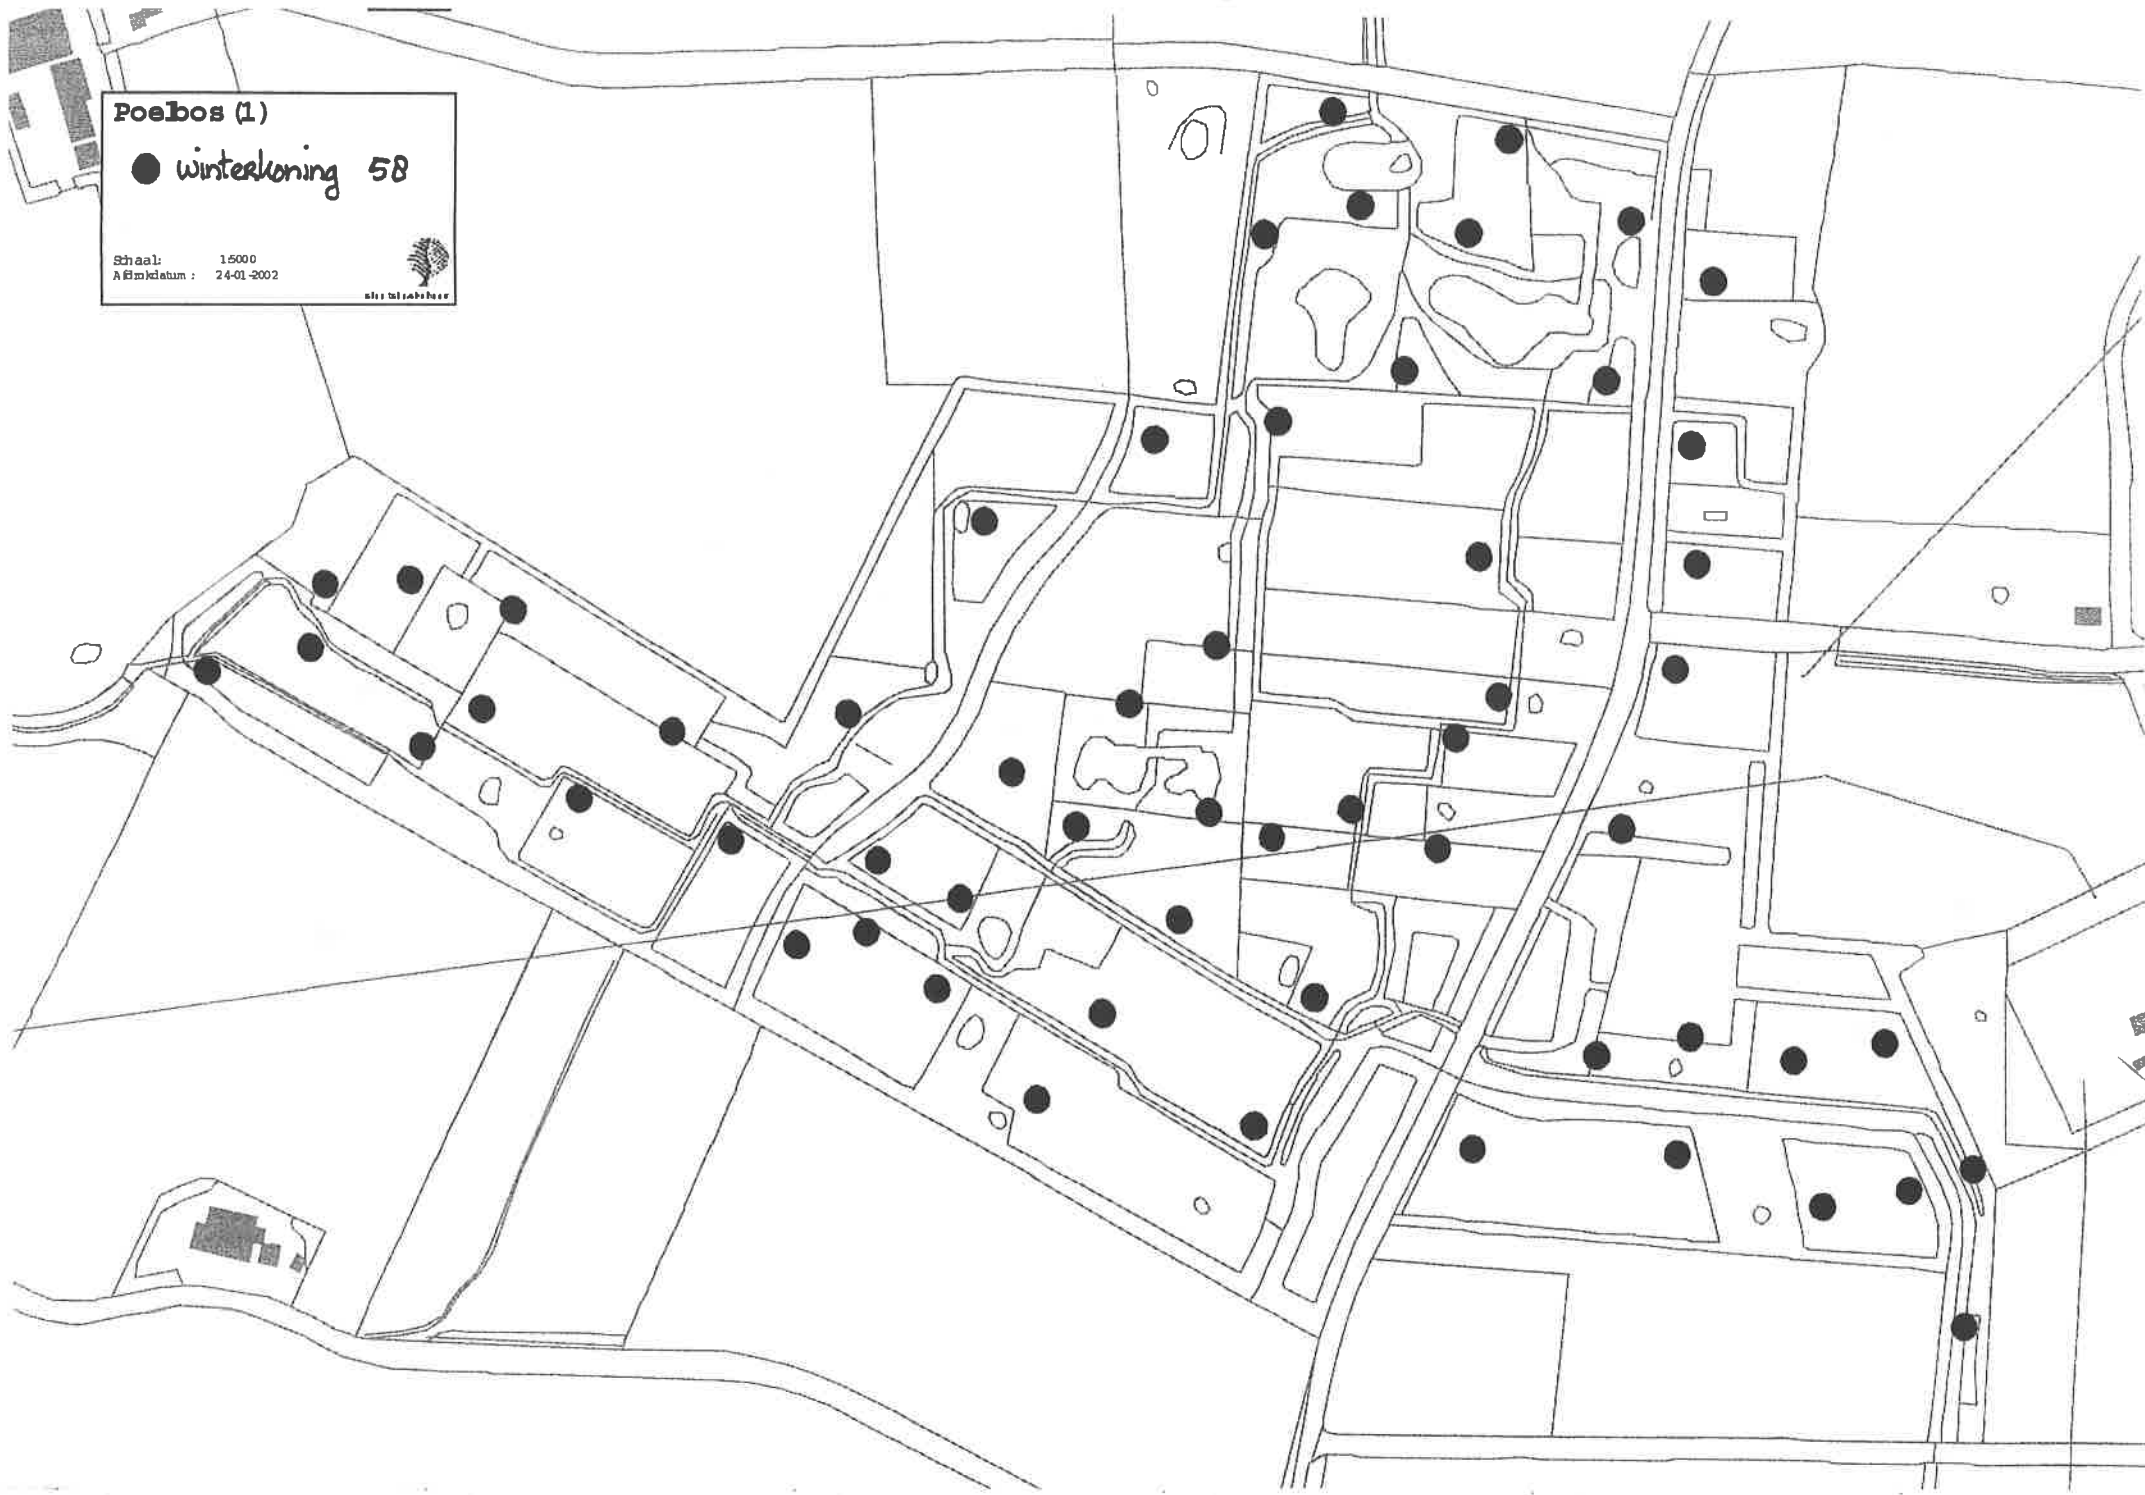 Poelbos (1)
winterkoning 58
Schaal: 1:5000
Afdrukdatum: 24-01-2002